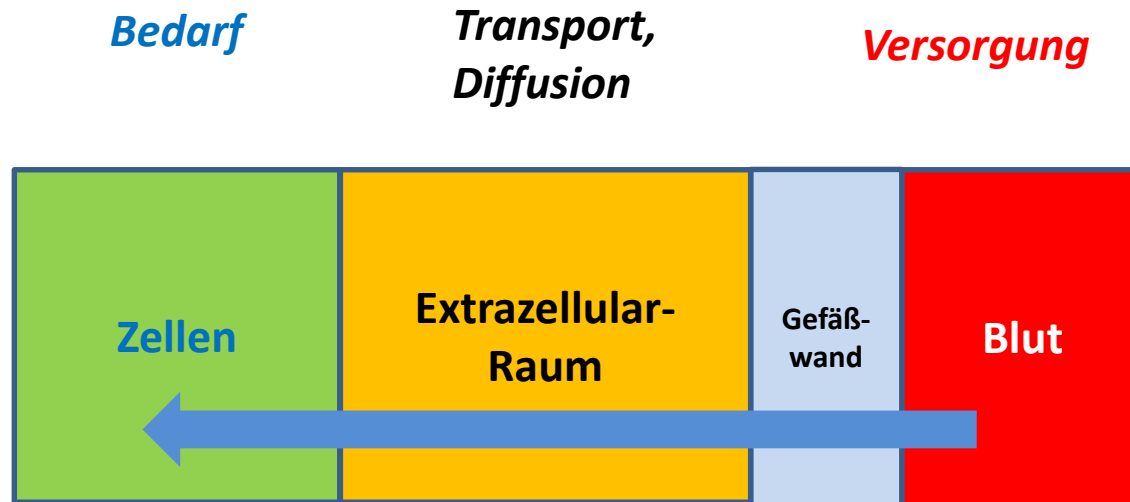 Bedarf
Transport,
Diffusion
Versorgung
Zellen
Extrazellular-
Raum
Gefäß-
wand
Blut